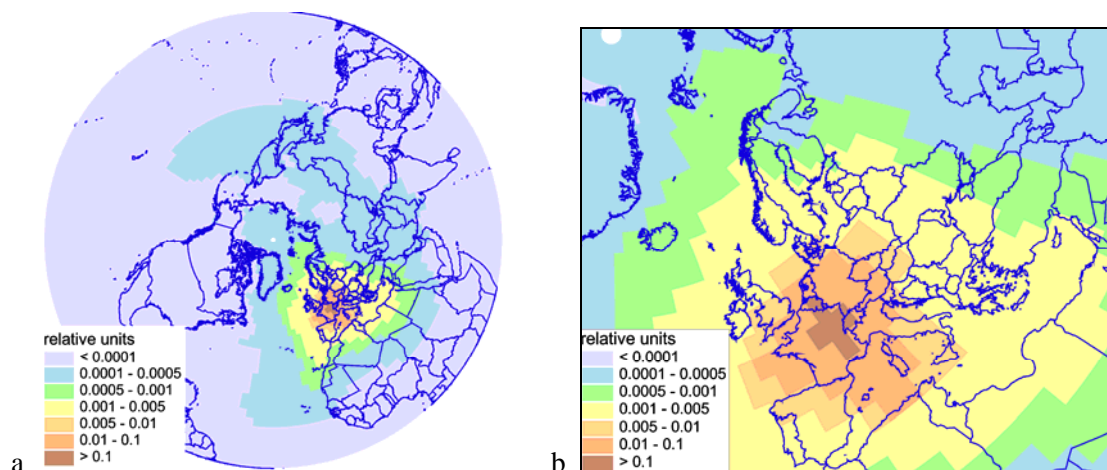 relative units
< 0.0001
0.0001 - 0.0005
0.0005 - 0.001
0.001 - 0.005
0.005 - 0.01
0.01 - 0.1
> 0.1
a
relative units
< 0.0001
0.0001 - 0.0005
0.0005 - 0.001
0.001 - 0.005
0.005 - 0.01
0.01 - 0.1
> 0.1
b